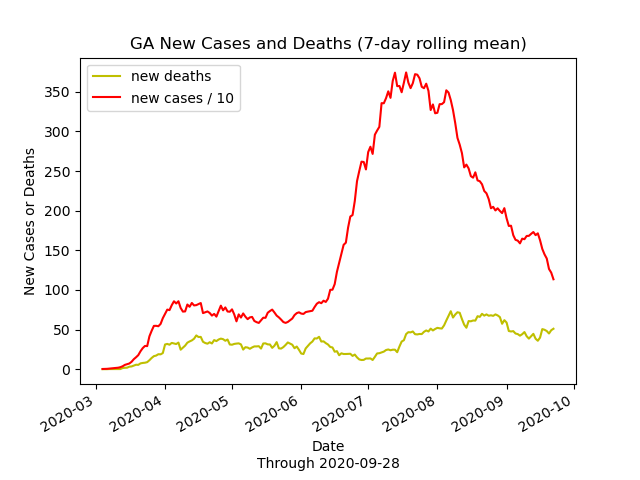 GA New Cases and Deaths (7-day rolling mean)
new deaths
new cases / 10
350
300
250
200
150
100
50
0
New Cases or Deaths
2020-03
2020-04
2020-05
2020-06
2020-07
2020-08
2020-09
2020-10
Date
Through 2020-09-28